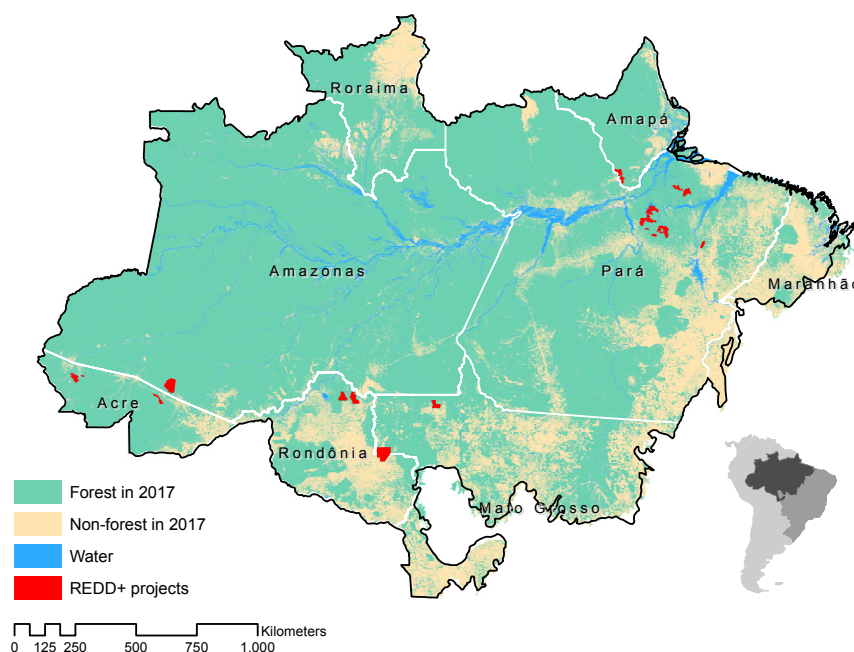 Roraima
Amapá
Amazonas
Pará
Maranhão
Acre
Rondônia
Mato Grosso
Forest in 2017
Non-forest in 2017
Water
REDD+ projects
Kilometers
0 125 250 500 750 1,000